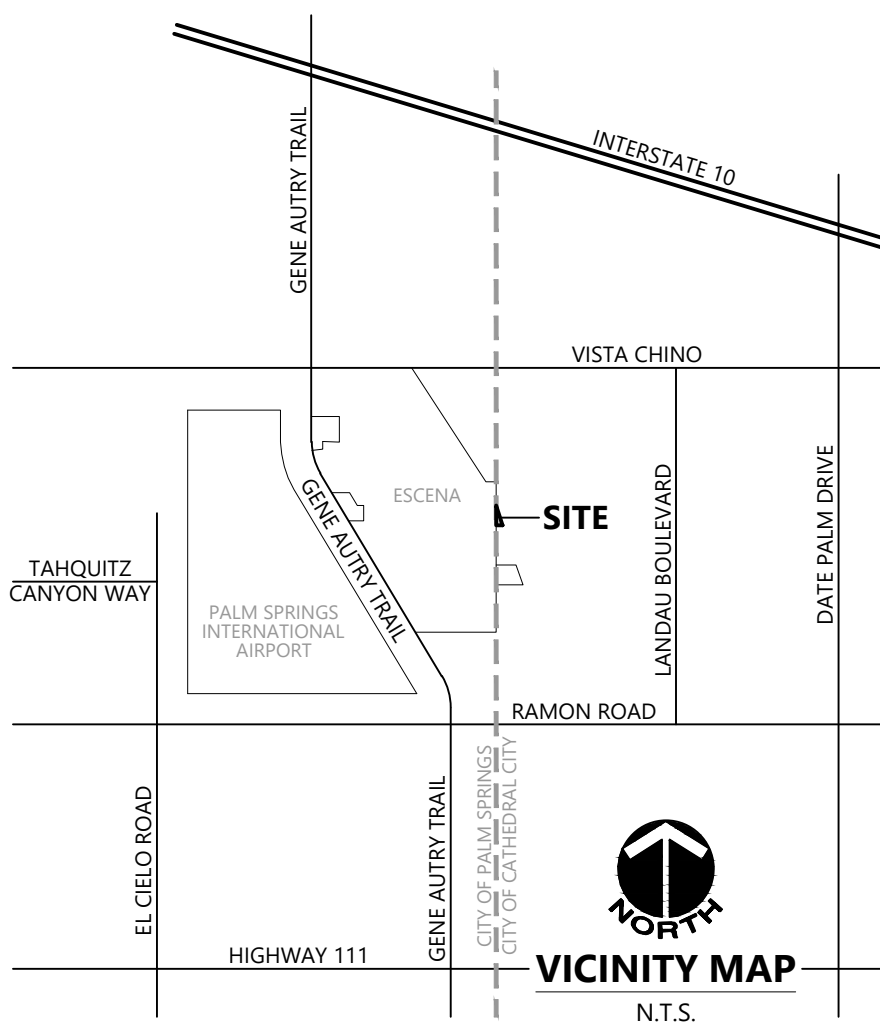 INTERSTATE 10
GENE AUTRY TRAIL
VISTA CHINO
ESCENA
SITE
GENE AUTRY TRAIL
LANDAU BOULEVARD
DATE PALM DRIVE
TAHQUITZ
CANYON WAY
PALM SPRINGS
INTERNATIONAL
AIRPORT
RAMON ROAD
EL CIELO ROAD
GENE AUTRY TRAIL
CITY OF PALM SPRINGS
CITY OF CATHEDRAL CITY
NORTH
HIGHWAY 111
VICINITY MAP
N.T.S.